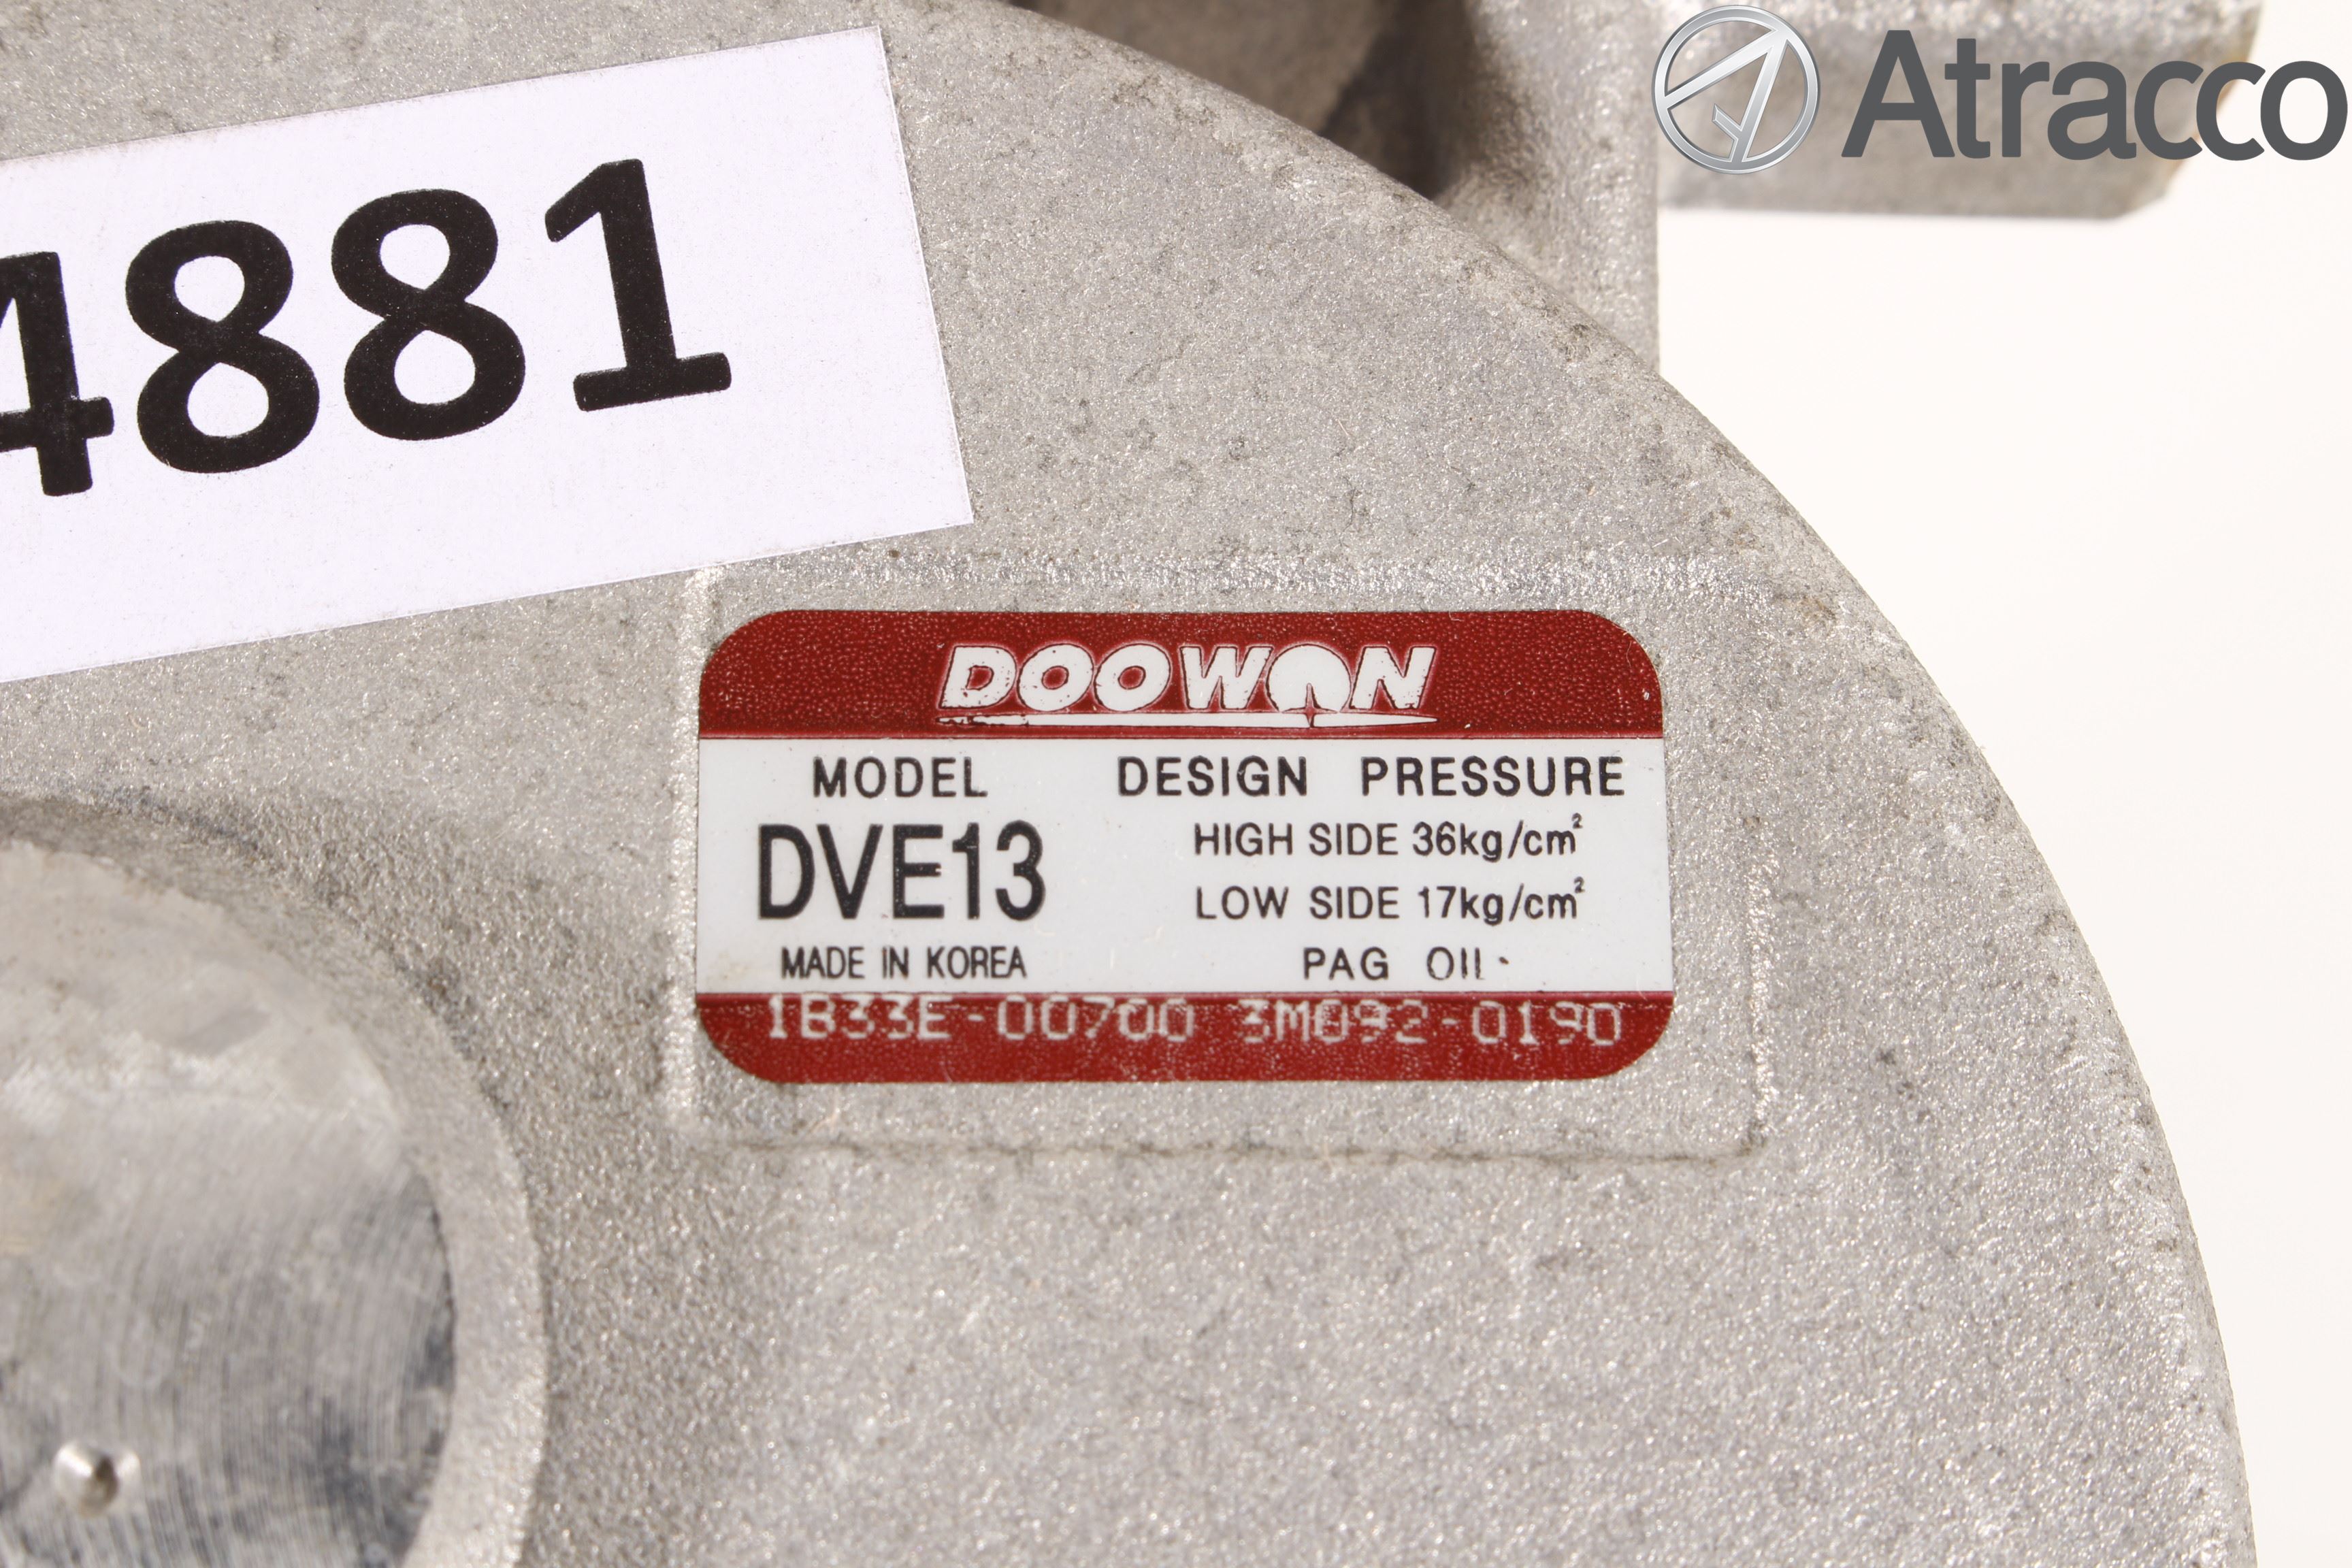 Atracco
4881
DOOWON
MODEL DESIGN PRESSURE
DVE13 HIGH SIDE 36kg/cm²
LOW SIDE 17kg/cm²
MADE IN KOREA PAG OIL
1B33E-00700 3M092-0190